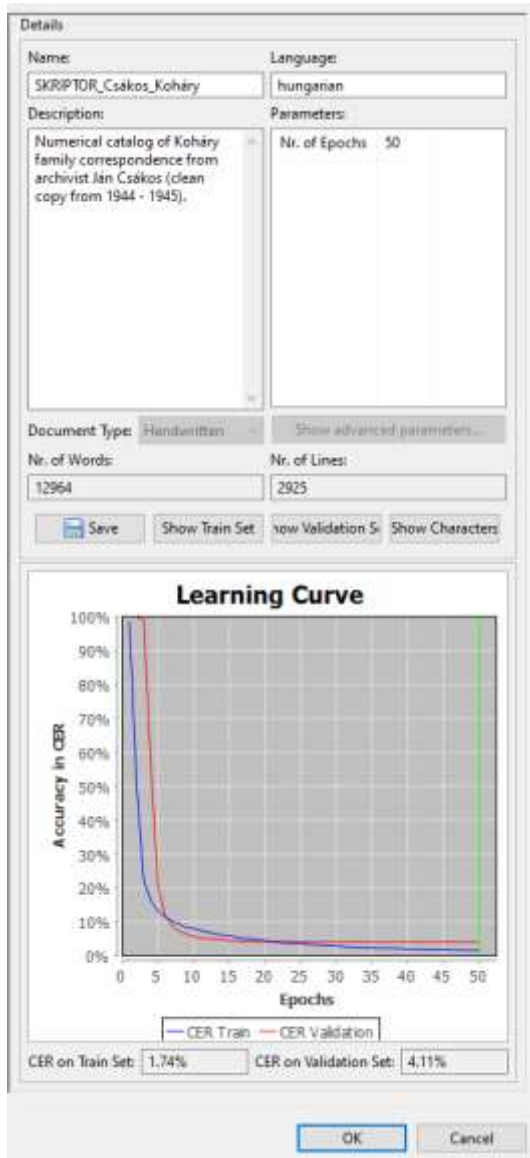 Details
Name: Language:
SKRIPTOR_Csákos_Koháry hungarian
Description: Parameters:
Numerical catalog of Koháry
family correspondence from
archivist Ján Csákos (clean
copy from 1944 - 1945).
Nr. of Epochs 50
Document Type: Handwritten Show advanced parameters...
Nr. of Words: Nr. of Lines:
12964 2925
Save Show Train Set how Validation S Show Characters
Learning Curve
100%
90%
80%
70%
60%
50%
40%
30%
20%
10%
0%
Accuracy in CER
0 5 10 15 20 25 30 35 40 45 50
Epochs
CER Train CER Validation
CER on Train Set: 1.74% CER on Validation Set: 4.11%
OK Cancel